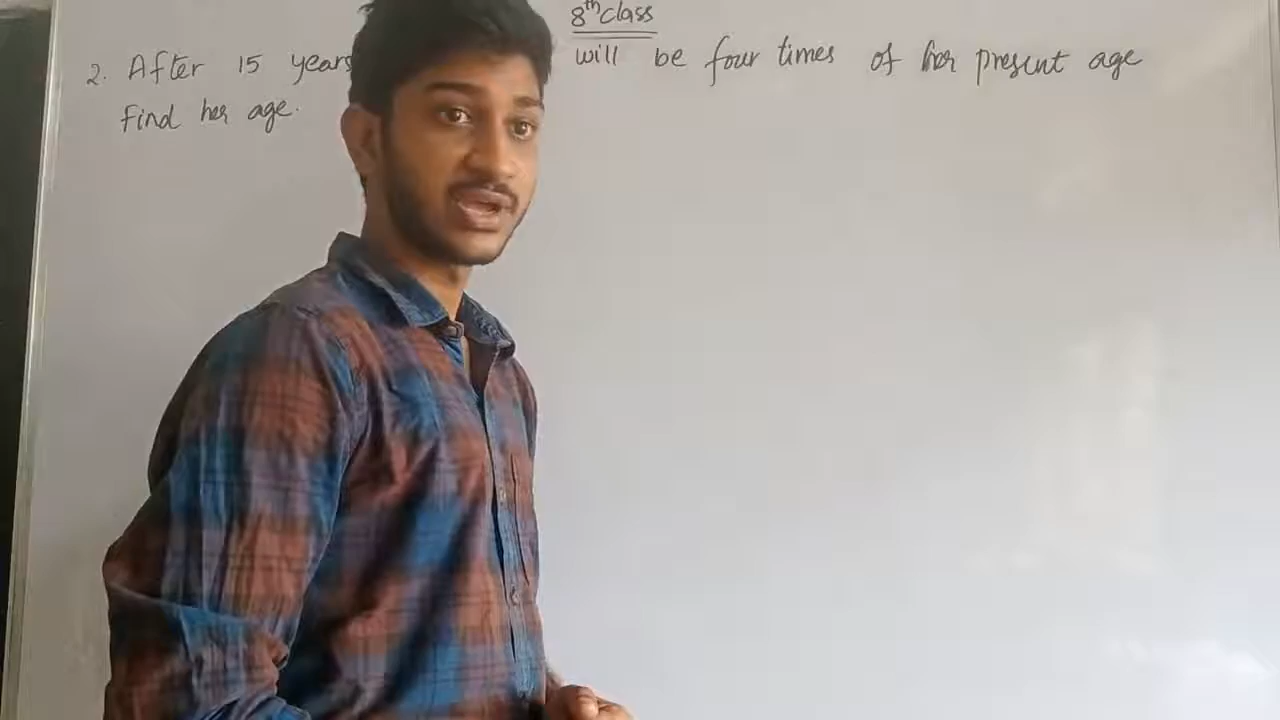 8th class
2. After 15 years will be four times of her present age
Find her age.